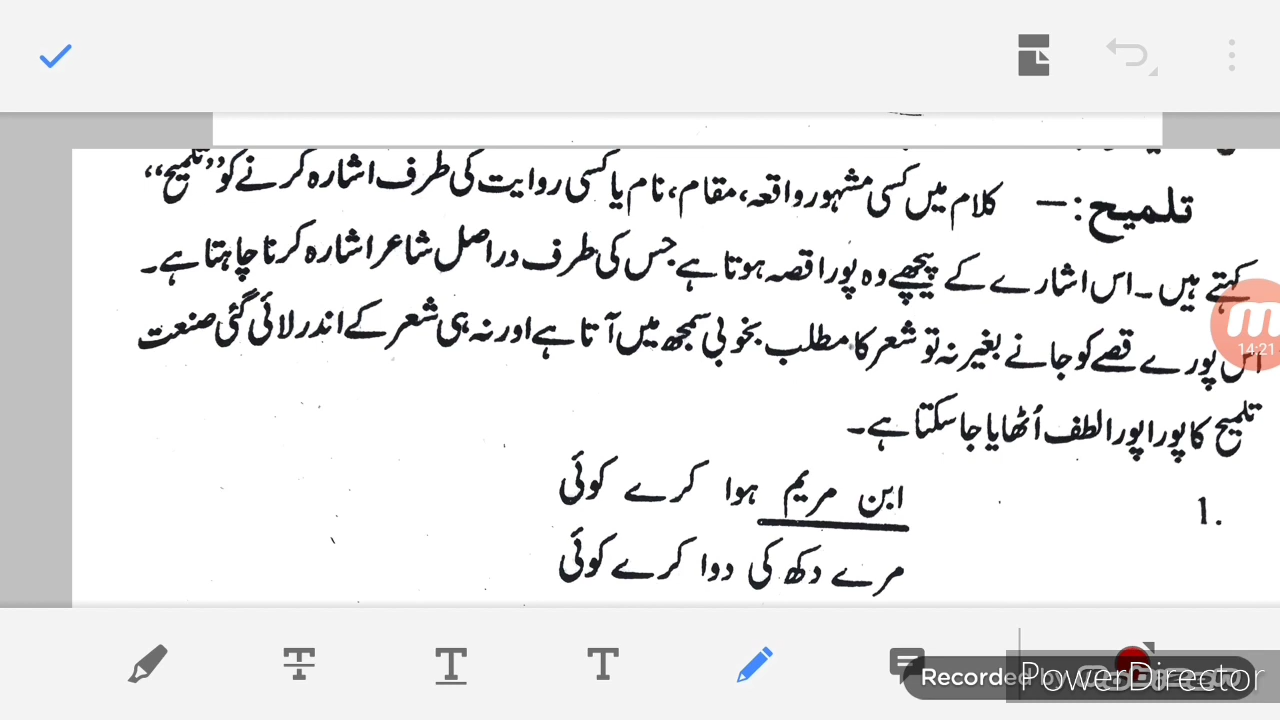 تلمیح :– کلام میں کسی مشہور واقعہ، مقام، نام یا کسی روایت کی طرف اشارہ کرنے کو ’’تلمیح‘‘
کہتے ہیں۔ اس اشارے کے پیچھے وہ پورا قصہ ہوتا ہے جس کی طرف دراصل شاعر اشارہ کرنا چاہتا ہے۔
اس پورے قصے کو جانے بغیر نہ تو شعر کا مطلب بخوبی سمجھ میں آتا ہے اور نہ ہی شعر کے اندر لائی گئی صنعت
تلمیح کا پورا پورا لطف اُٹھایا جا سکتا ہے۔
1. ابن مریم ہوا کرے کوئی
مرے دکھ کی دوا کرے کوئی
14:21
T T T
Recorded by
PowerDirector